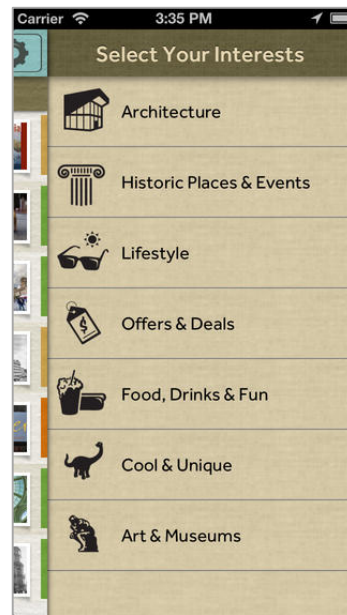 Carrier 3:35 PM
Select Your Interests
Architecture
Historic Places & Events
Lifestyle
$
Offers & Deals
Food, Drinks & Fun
Cool & Unique
Art & Museums